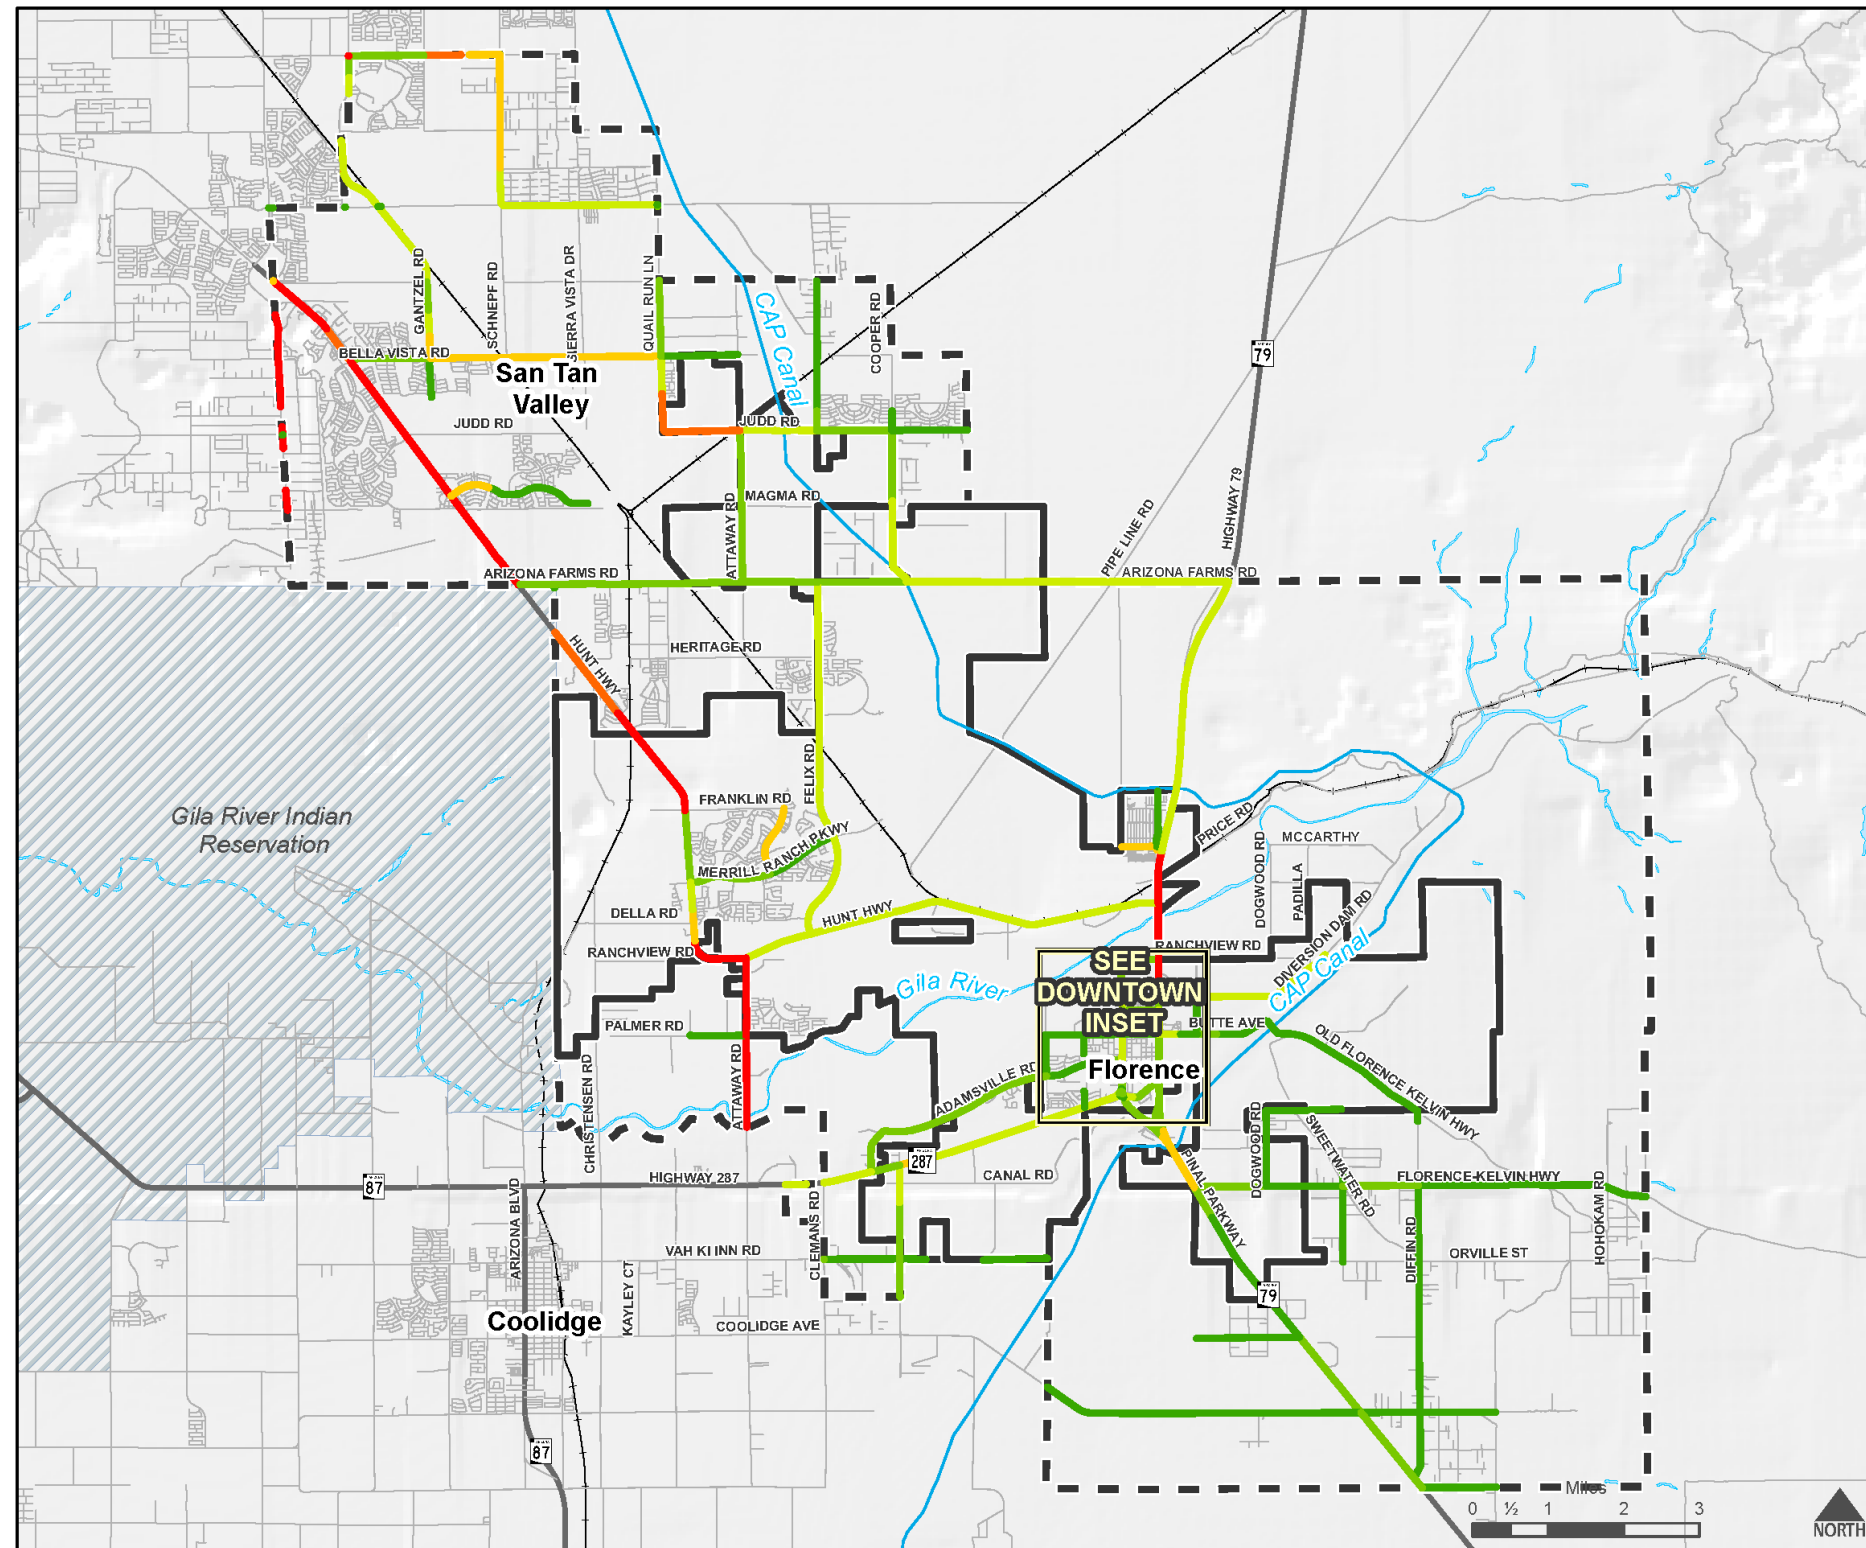 GANTZEL RD
SCHNEPF RD
SIERRA VISTA DR
QUAIL RUN LN
CAP Canal
COOPER RD
79
BELLA VISTA RD
San Tan
Valley
JUDD RD
JUDD RD
MAGMA RD
ATTAWAY RD
PIPE LINE RD
HIGHWAY 79
ARIZONA FARMS RD
ARIZONA FARMS RD
HUNT HWY
HERITAGE RD
FELIX RD
FRANKLIN RD
Gila River Indian
Reservation
MERRILL RANCH PKWY
PRICE RD
MCCARTHY
DOGWOOD RD
PADILLA
DELLA RD
HUNT HWY
RANCHVIEW RD
RANCHVIEW RD
DIVERSION DAM RD
CAP Canal
SEE
DOWNTOWN
INSET
Gila River
PALMER RD
BUTTE AVE
OLD FLORENCE KELVIN HWY
Florence
ADAMSVILLE RD
CHRISTENSEN RD
ATTAWAY RD
DOGWOOD RD
SWEETWATER RD
287
PINAL PARKWAY
87
HIGHWAY 287
CANAL RD
FLORENCE-KELVIN HWY
HOHOKAM RD
ARIZONA BLVD
CLEMANS RD
VAH KI INN RD
DIFFIN RD
ORVILLE ST
79
Coolidge
KAYLEY CT
COOLIDGE AVE
87
Miles
0 ½ 1 2 3
NORTH